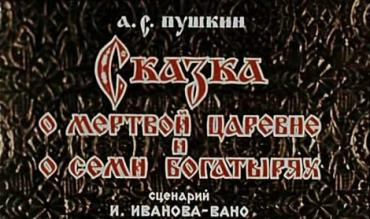 А. С. ПУШКИН
Сказка
О МЕРТВОЙ ЦАРЕВНЕ
И
О СЕМИ БОГАТЫРЯХ
сценарий
И. ИВАНОВА-ВАНО